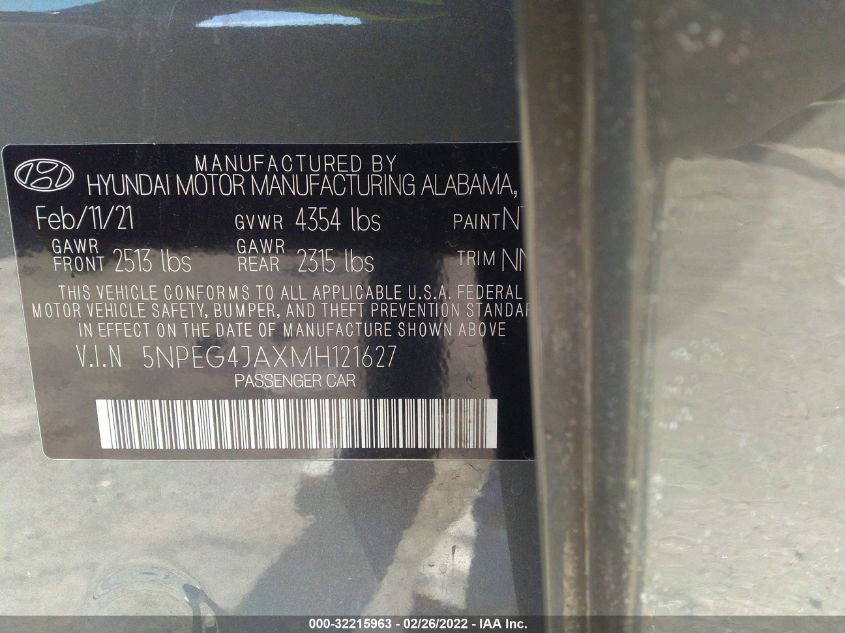 MANUFACTURED BY
HYUNDAI MOTOR MANUFACTURING ALABAMA,
Feb/11/21 GVWR 4354 lbs PAINT
GAWR FRONT 2513 lbs GAWR REAR 2315 lbs TRIM
THIS VEHICLE CONFORMS TO ALL APPLICABLE U.S.A. FEDERAL
MOTOR VEHICLE SAFETY, BUMPER, AND THEFT PREVENTION
IN EFFECT ON THE DATE OF MANUFACTURE SHOWN ABOVE.
V.I.N 5NPEG4JAXMH121627
PASSENGER CAR
000-32215963 - 02/26/2022 - IAA Inc.